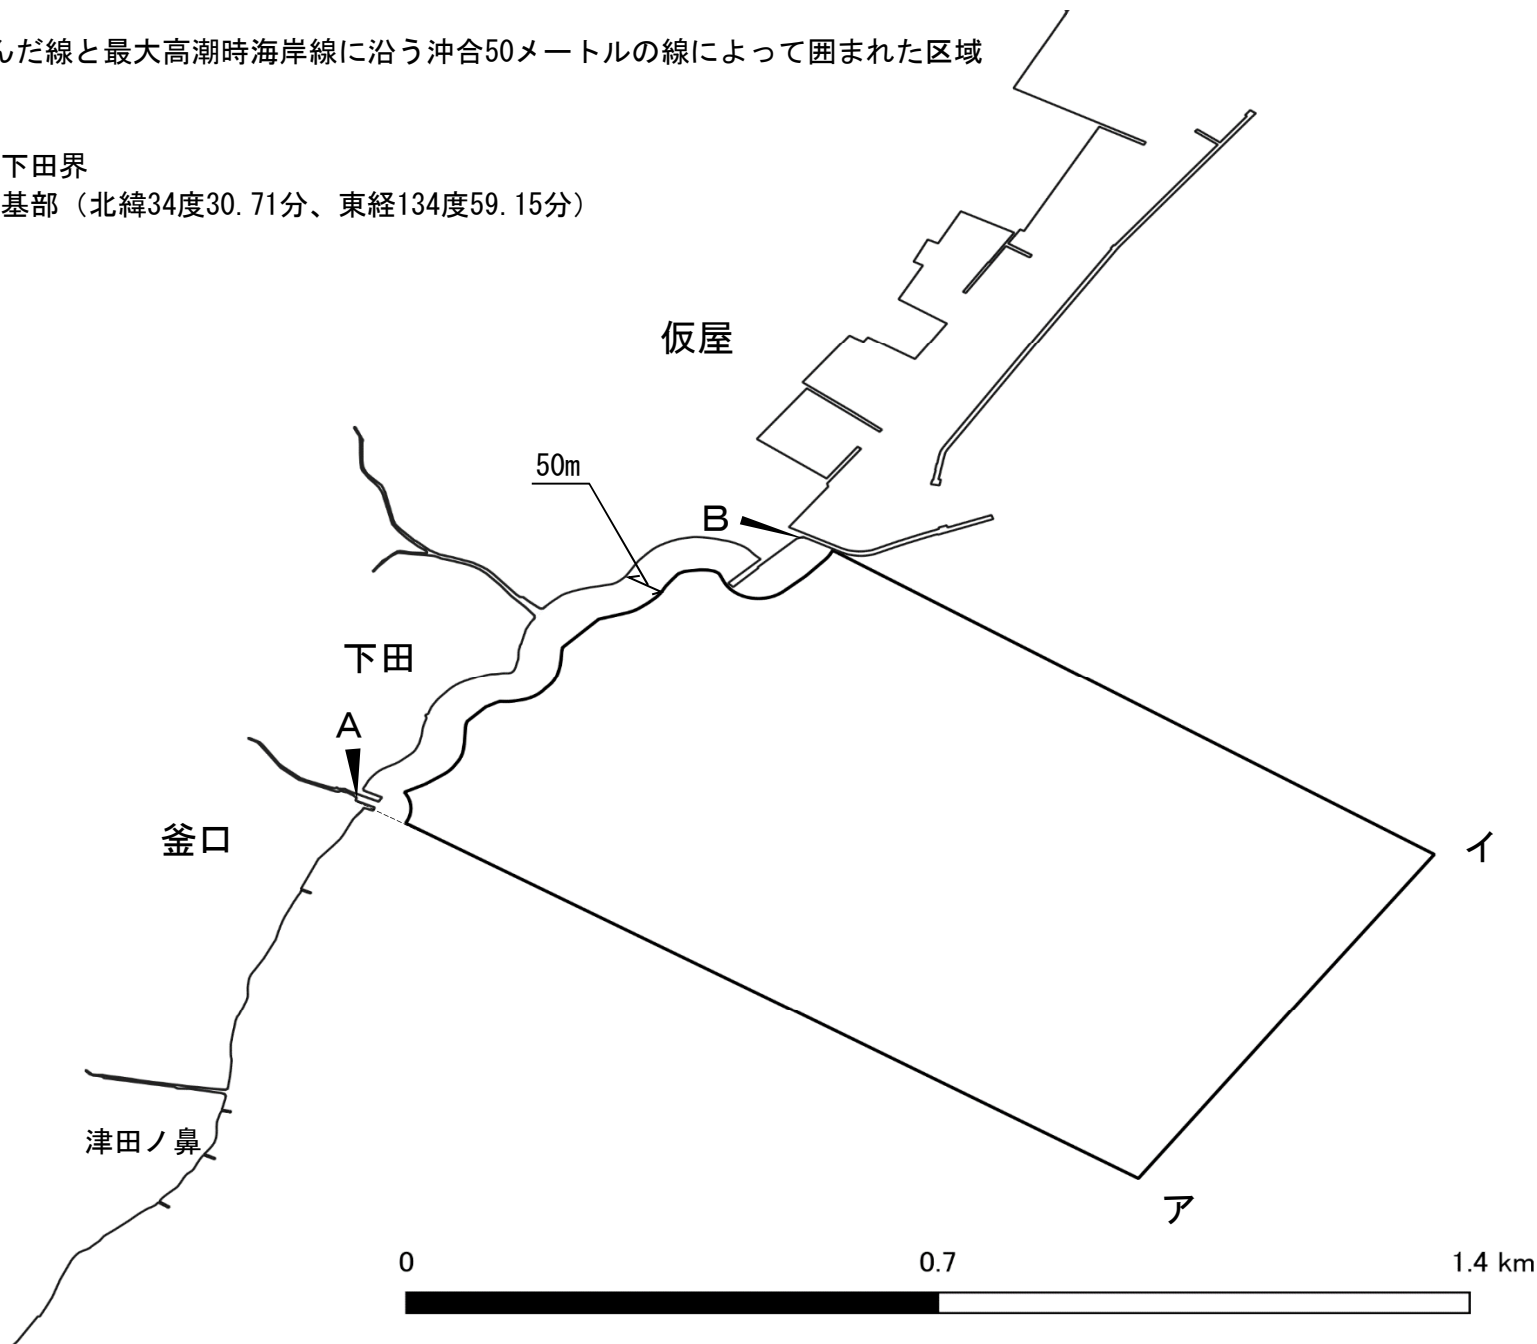 んだ線と最大高潮時海岸線に沿う沖合50メートルの線によって囲まれた区域
下田界
基部（北緯34度30.71分、東経134度59.15分）
仮屋
50m
B
下田
A
釜口
イ
津田ノ鼻
ア
0 0.7 1.4 km